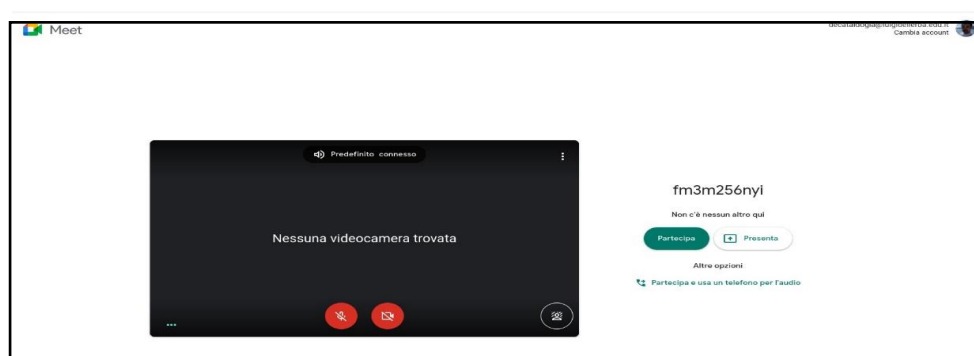 Meet
Cambia account
Predefinito connesso
Nessuna videocamera trovata
fm3m256nyi
Non c'è nessun altro qui
Partecipa
Presenta
Altre opzioni
Partecipa e usa un telefono per l'audio